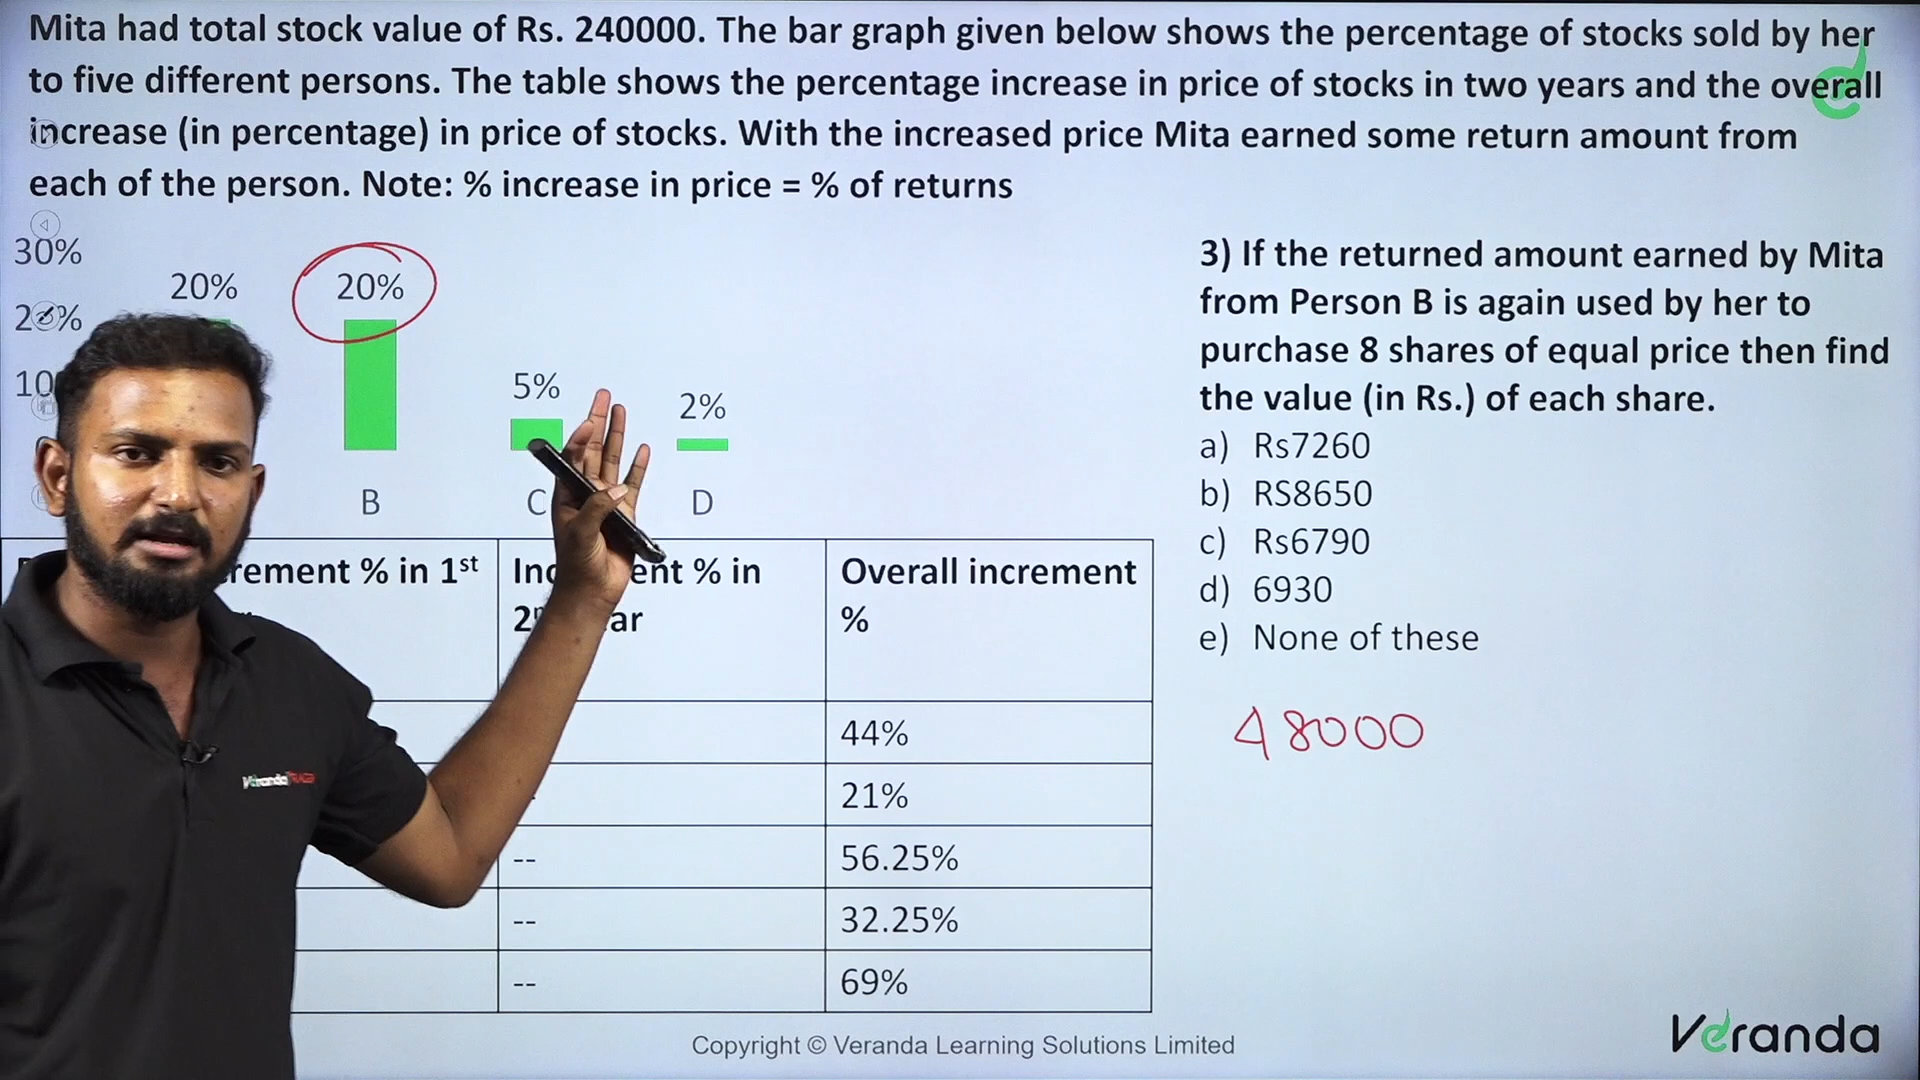 Mita had total stock value of Rs. 240000. The bar graph given below shows the percentage of stocks sold by her
to five different persons. The table shows the percentage increase in price of stocks in two years and the overall
increase (in percentage) in price of stocks. With the increased price Mita earned some return amount from
each of the person. Note: % increase in price = % of returns
30%
20%
20%
5%
2%
B
C
D
3) If the returned amount earned by Mita
from Person B is again used by her to
purchase 8 shares of equal price then find
the value (in Rs.) of each share.
a) Rs7260
b) RS8650
c) Rs6790
d) 6930
e) None of these
48000
% in 1st
% in
Overall increment
%
44%
21%
-- 56.25%
-- 32.25%
-- 69%
Veranda
Copyright © Veranda Learning Solutions Limited
Veranda